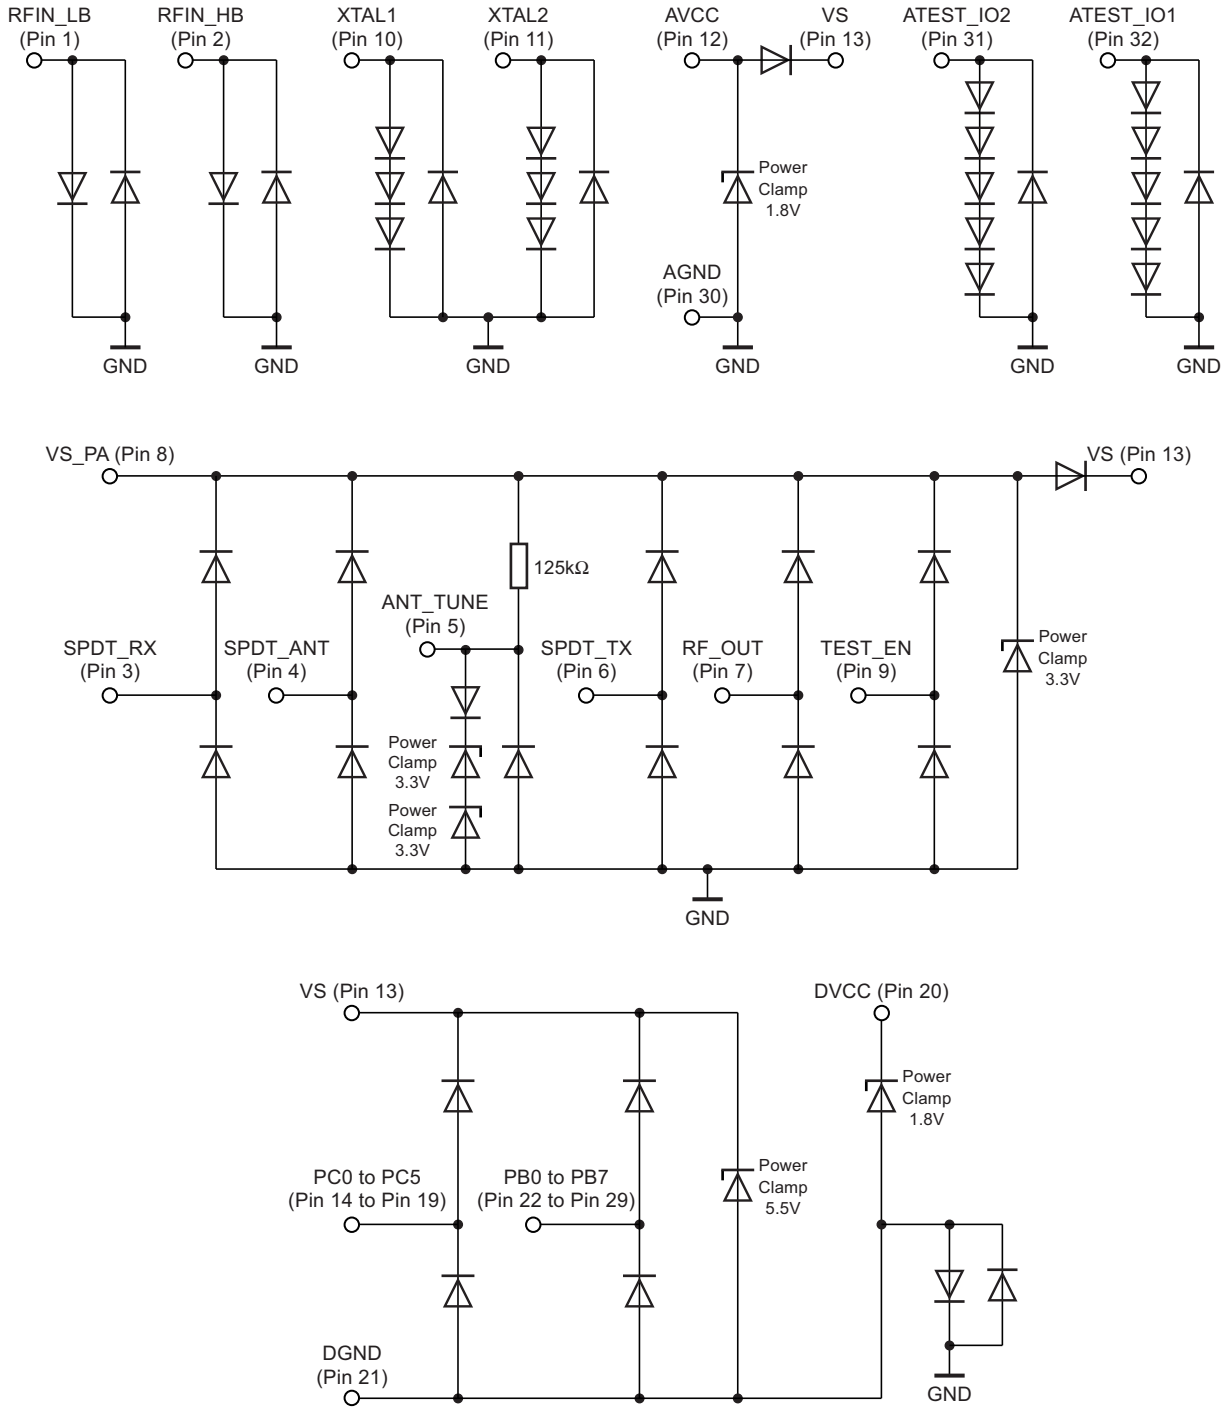 RFIN_LB
(Pin 1)
RFIN_HB
(Pin 2)
XTAL1
(Pin 10)
XTAL2
(Pin 11)
AVCC
(Pin 12)
VS
(Pin 13)
ATEST_IO2
(Pin 31)
ATEST_IO1
(Pin 32)
Power
Clamp
1.8V
AGND
(Pin 30)
GND
GND
GND
GND
GND
GND
VS_PA (Pin 8)
VS (Pin 13)
125kΩ
ANT_TUNE
(Pin 5)
SPDT_RX
(Pin 3)
SPDT_ANT
(Pin 4)
SPDT_TX
(Pin 6)
RF_OUT
(Pin 7)
TEST_EN
(Pin 9)
Power
Clamp
3.3V
Power
Clamp
3.3V
Power
Clamp
3.3V
GND
VS (Pin 13)
DVCC (Pin 20)
Power
Clamp
1.8V
PC0 to PC5
(Pin 14 to Pin 19)
PB0 to PB7
(Pin 22 to Pin 29)
Power
Clamp
5.5V
DGND
(Pin 21)
GND